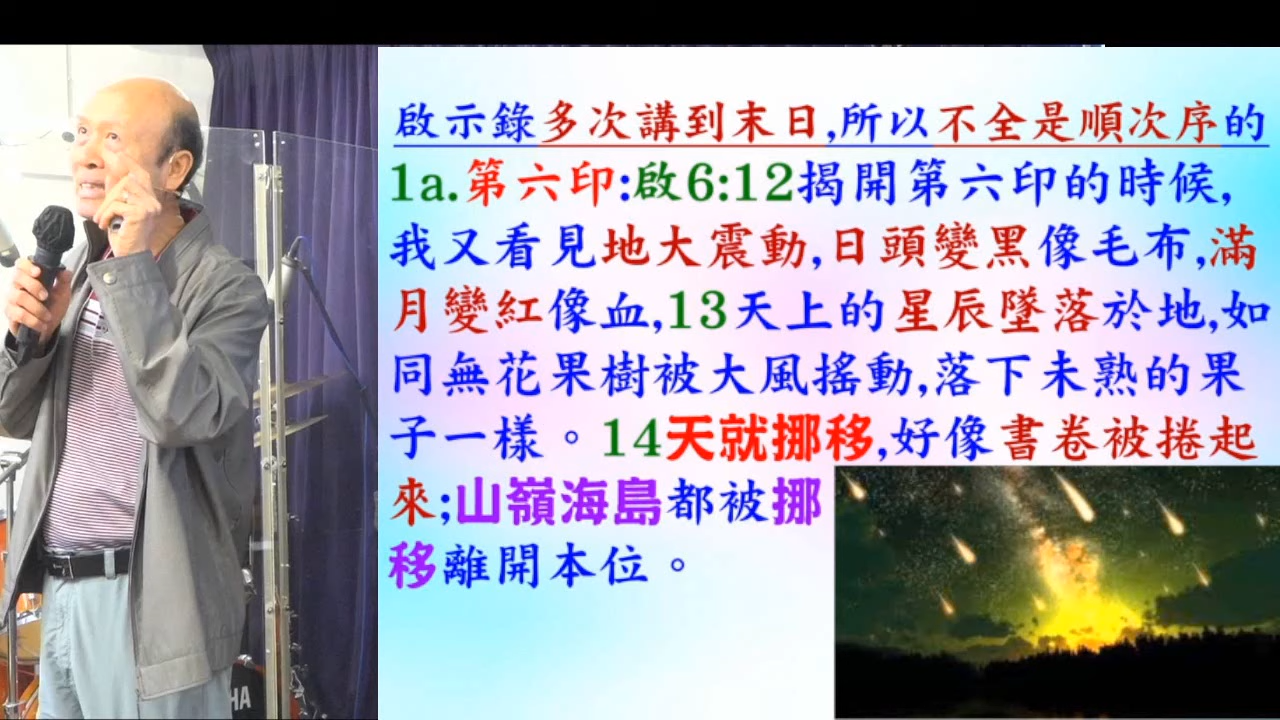 啟示錄多次講到末日,所以不全是順次序的
1a.第六印:啟6:12揭開第六印的時候,
我又看見地大震動,日頭變黑像毛布,滿
月變紅像血,13天上的星辰墜落於地,如
同無花果樹被大風搖動,落下未熟的果
子一樣。14天就挪移,好像書卷被捲起
來;山嶺海島都被挪
移離開本位。
HA